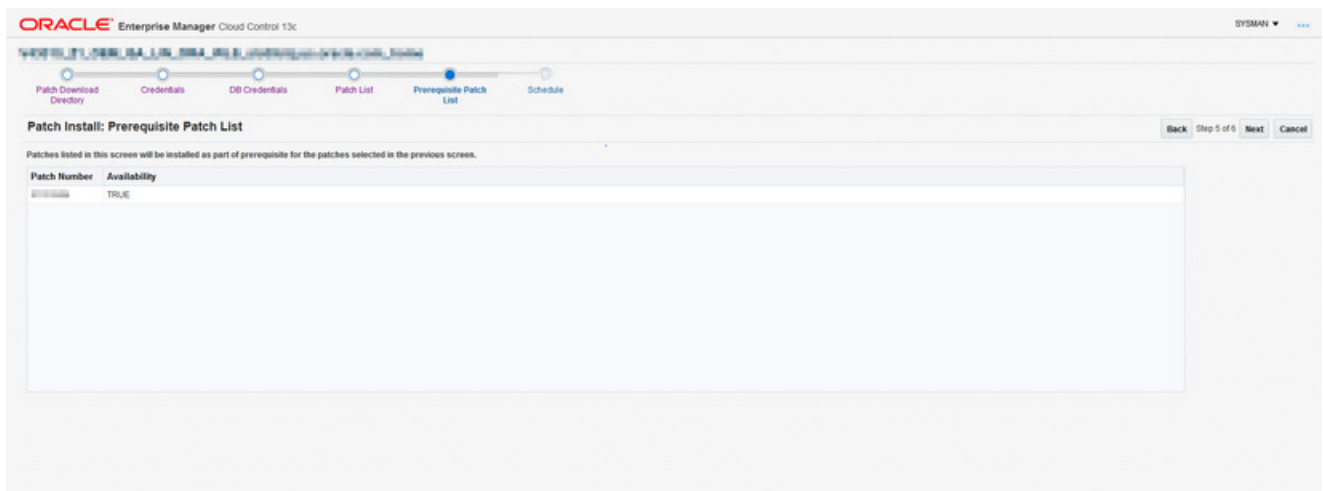 ORACLE Enterprise Manager Cloud Control 13c
SYSMAN
Patch Download Directory
Credentials
DB Credentials
Patch List
Prerequisite Patch List
Schedule
Patch Install: Prerequisite Patch List
Back Step 5 of 6 Next Cancel
Patches listed in this screen will be installed as part of prerequisite for the patches selected in the previous screen.
Patch Number Availability
TRUE